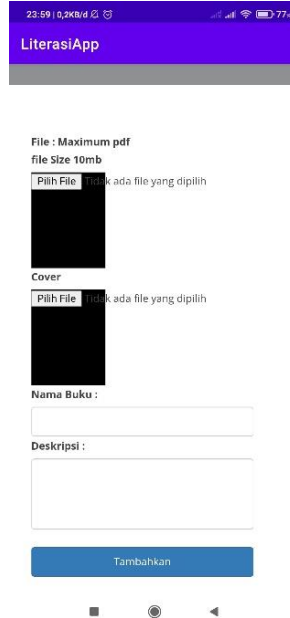 23:59 | 0,2KB/d
77
LiterasiApp
File : Maximum pdf
file Size 10mb
Pilih File Tidak ada file yang dipilih
Cover
Pilih File Tidak ada file yang dipilih
Nama Buku :
Deskripsi :
Tambahkan